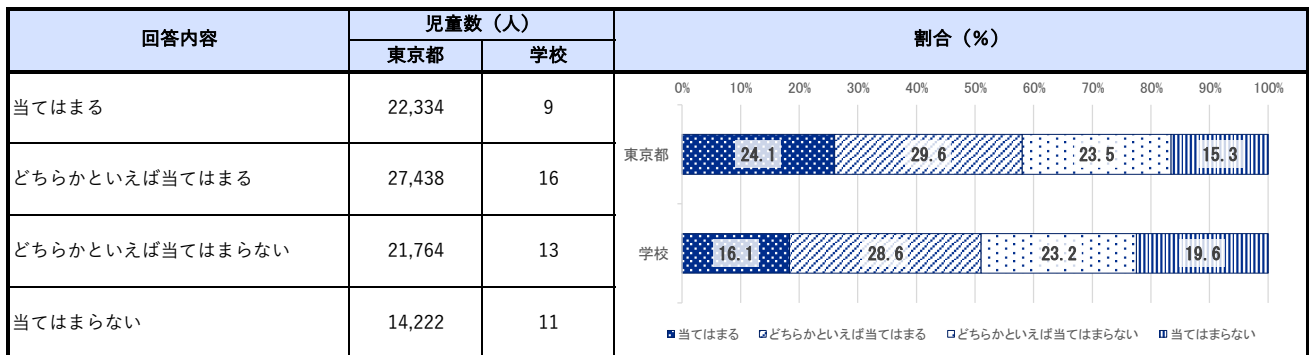 回答内容 児童数（人） 割合（%）
東京都 学校
当てはまる 22,334 9
どちらかといえば当てはまる 27,438 16
どちらかといえば当てはまらない 21,764 13
当てはまらない 14,222 11
0% 10% 20% 30% 40% 50% 60% 70% 80% 90% 100%
東京都 24.1 29.6 23.5 15.3
学校 16.1 28.6 23.2 19.6
当てはまる どちらかといえば当てはまる どちらかといえば当てはまらない 当てはまらない